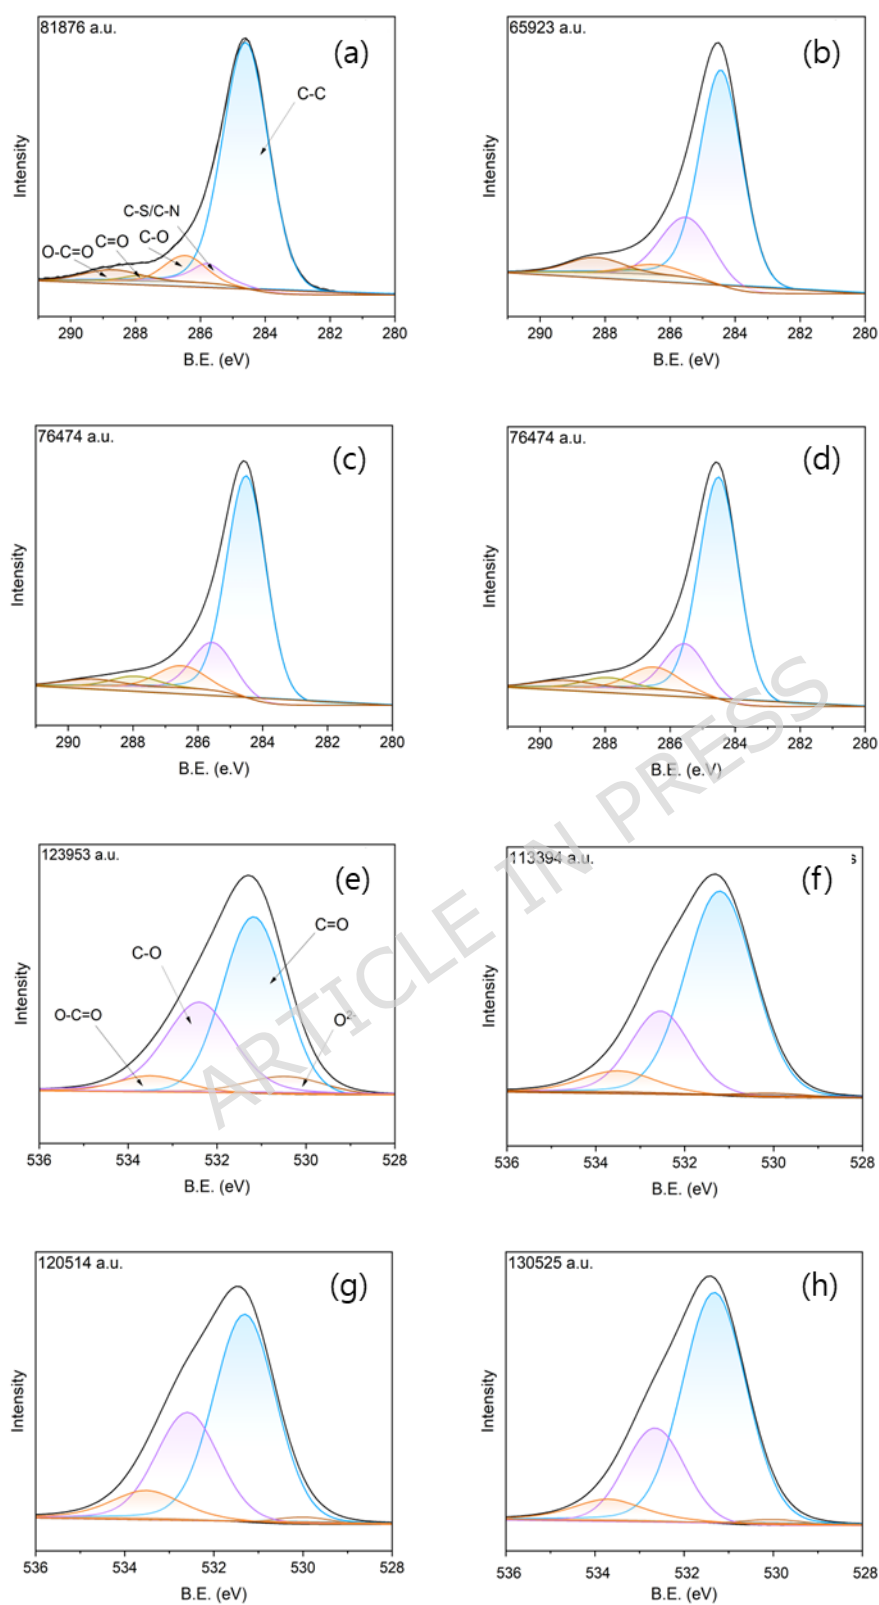 81876 a.u.
(a)
C-C
C-S/C-N
C-O
C=O
O-C=O
Intensity
290 288 286 284 282 280
B.E. (eV)
65923 a.u.
(b)
Intensity
290 288 286 284 282 280
B.E. (eV)
76474 a.u.
(c)
Intensity
290 288 286 284 282 280
B.E. (e.V)
76474 a.u.
(d)
Intensity
290 288 286 284 282 280
B.E. (e.V)
123953 a.u.
(e)
C=O
C-O
O-C=O
O²⁻
Intensity
536 534 532 530 528
B.E. (eV)
113394 a.u.
s
(f)
Intensity
536 534 532 530 528
B.E. (eV)
120514 a.u.
(g)
Intensity
536 534 532 530 528
B.E. (eV)
130525 a.u.
(h)
Intensity
536 534 532 530 528
B.E. (eV)
ARTICLE IN PRESS